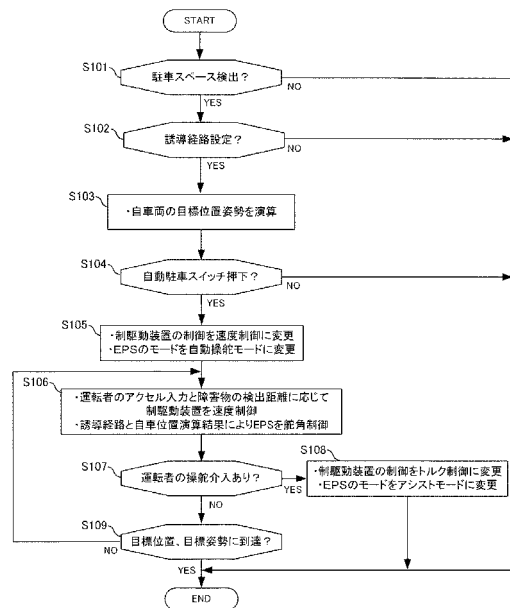 START
S101
駐車スペース検出？
NO
YES
S102
誘導経路設定？
NO
YES
S103
・自車両の目標位置姿勢を演算
S104
自動駐車スイッチ押下？
NO
YES
S105
・制駆動装置の制御を速度制御に変更
・EPSのモードを自動操舵モードに変更
S106
・運転者のアクセル入力と障害物の検出距離に応じて
制駆動装置を速度制御
・誘導経路と自車位置演算結果によりEPSを舵角制御
S107
運転者の操舵介入あり？
YES
NO
S108
・制駆動装置の制御をトルク制御に変更
・EPSのモードをアシストモードに変更
S109
目標位置、目標姿勢に到達？
NO
YES
END